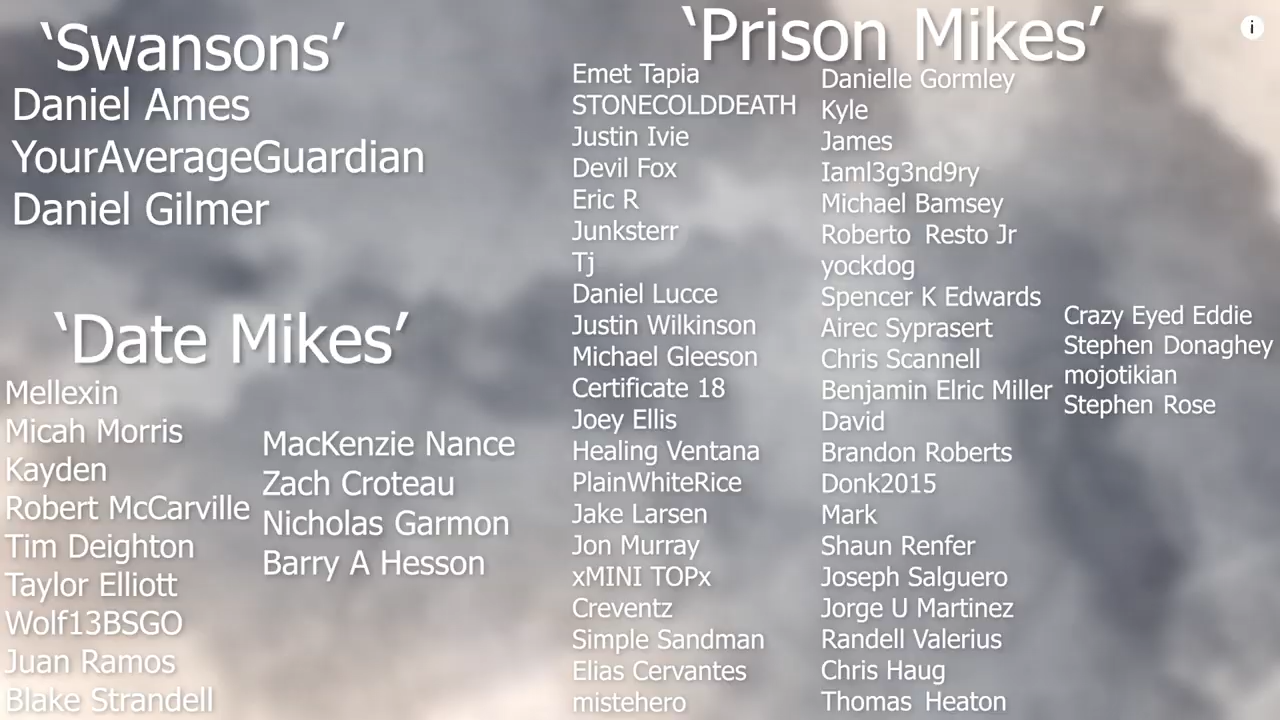 ‘Swansons’
Daniel Ames
YourAverageGuardian
Daniel Gilmer
‘Date Mikes’
Mellexin
Micah Morris
Kayden
Robert McCarville
Tim Deighton
Taylor Elliott
Wolf13BSGO
Juan Ramos
Blake Strandell
MacKenzie Nance
Zach Croteau
Nicholas Garmon
Barry A Hesson
‘Prison Mikes’
Emet Tapia
STONECOLDDEATH
Justin Ivie
Devil Fox
Eric R
Junksterr
Tj
Daniel Lucce
Justin Wilkinson
Michael Gleeson
Certificate 18
Joey Ellis
Healing Ventana
PlainWhiteRice
Jake Larsen
Jon Murray
xMINI TOPx
Creventz
Simple Sandman
Elias Cervantes
mistehero
Danielle Gormley
Kyle
James
Iaml3g3nd9ry
Michael Bamsey
Roberto Resto Jr
yockdog
Spencer K Edwards
Airec Syprasert
Chris Scannell
Benjamin Elric Miller
David
Brandon Roberts
Donk2015
Mark
Shaun Renfer
Joseph Salguero
Jorge U Martinez
Randell Valerius
Chris Haug
Thomas Heaton
Crazy Eyed Eddie
Stephen Donaghey
mojotikian
Stephen Rose
i